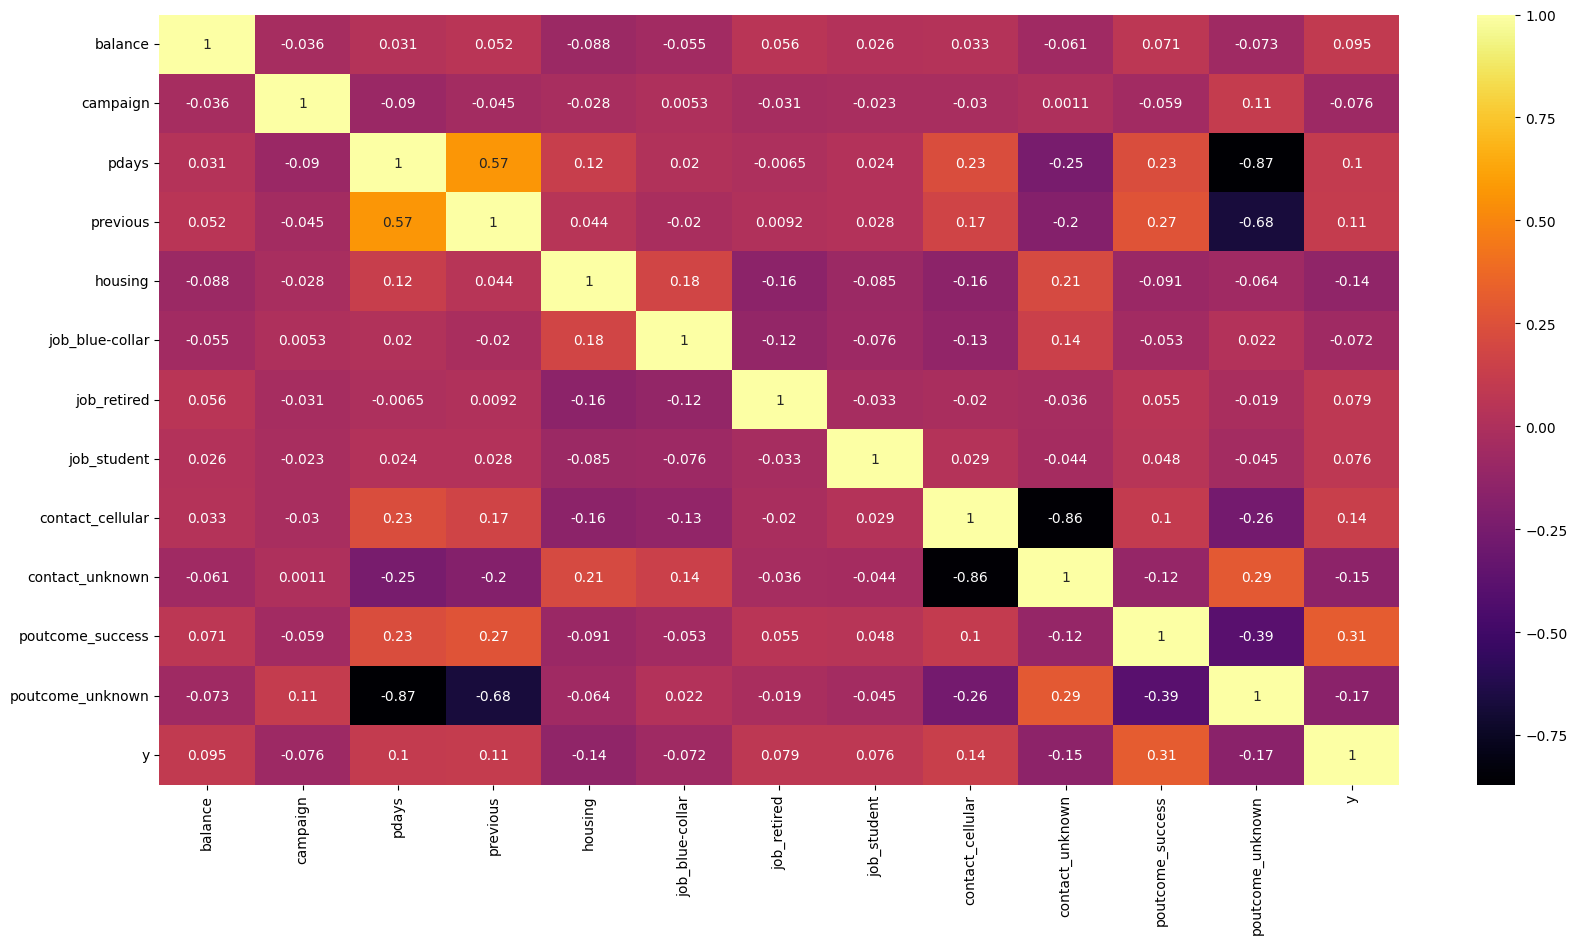 balance 1 -0.036 0.031 0.052 -0.088 -0.055 0.056 0.026 0.033 -0.061 0.071 -0.073 0.095
campaign -0.036 1 -0.09 -0.045 -0.028 0.0053 -0.031 -0.023 -0.03 0.0011 -0.059 0.11 -0.076
pdays 0.031 -0.09 1 0.57 0.12 0.02 -0.0065 0.024 0.23 -0.25 0.23 -0.87 0.1
previous 0.052 -0.045 0.57 1 0.044 -0.02 0.0092 0.028 0.17 -0.2 0.27 -0.68 0.11
housing -0.088 -0.028 0.12 0.044 1 0.18 -0.16 -0.085 -0.16 0.21 -0.091 -0.064 -0.14
job_blue-collar -0.055 0.0053 0.02 -0.02 0.18 1 -0.12 -0.076 -0.13 0.14 -0.053 0.022 -0.072
job_retired 0.056 -0.031 -0.0065 0.0092 -0.16 -0.12 1 -0.033 -0.02 -0.036 0.055 -0.019 0.079
job_student 0.026 -0.023 0.024 0.028 -0.085 -0.076 -0.033 1 0.029 -0.044 0.048 -0.045 0.076
contact_cellular 0.033 -0.03 0.23 0.17 -0.16 -0.13 -0.02 0.029 1 -0.86 0.1 -0.26 0.14
contact_unknown -0.061 0.0011 -0.25 -0.2 0.21 0.14 -0.036 -0.044 -0.86 1 -0.12 0.29 -0.15
poutcome_success 0.071 -0.059 0.23 0.27 -0.091 -0.053 0.055 0.048 0.1 -0.12 1 -0.39 0.31
poutcome_unknown -0.073 0.11 -0.87 -0.68 -0.064 0.022 -0.019 -0.045 -0.26 0.29 -0.39 1 -0.17
y 0.095 -0.076 0.1 0.11 -0.14 -0.072 0.079 0.076 0.14 -0.15 0.31 -0.17 1
balance
campaign
pdays
previous
housing
job_blue-collar
job_retired
job_student
contact_cellular
contact_unknown
poutcome_success
poutcome_unknown
y
1.00
0.75
0.50
0.25
0.00
−0.25
−0.50
−0.75